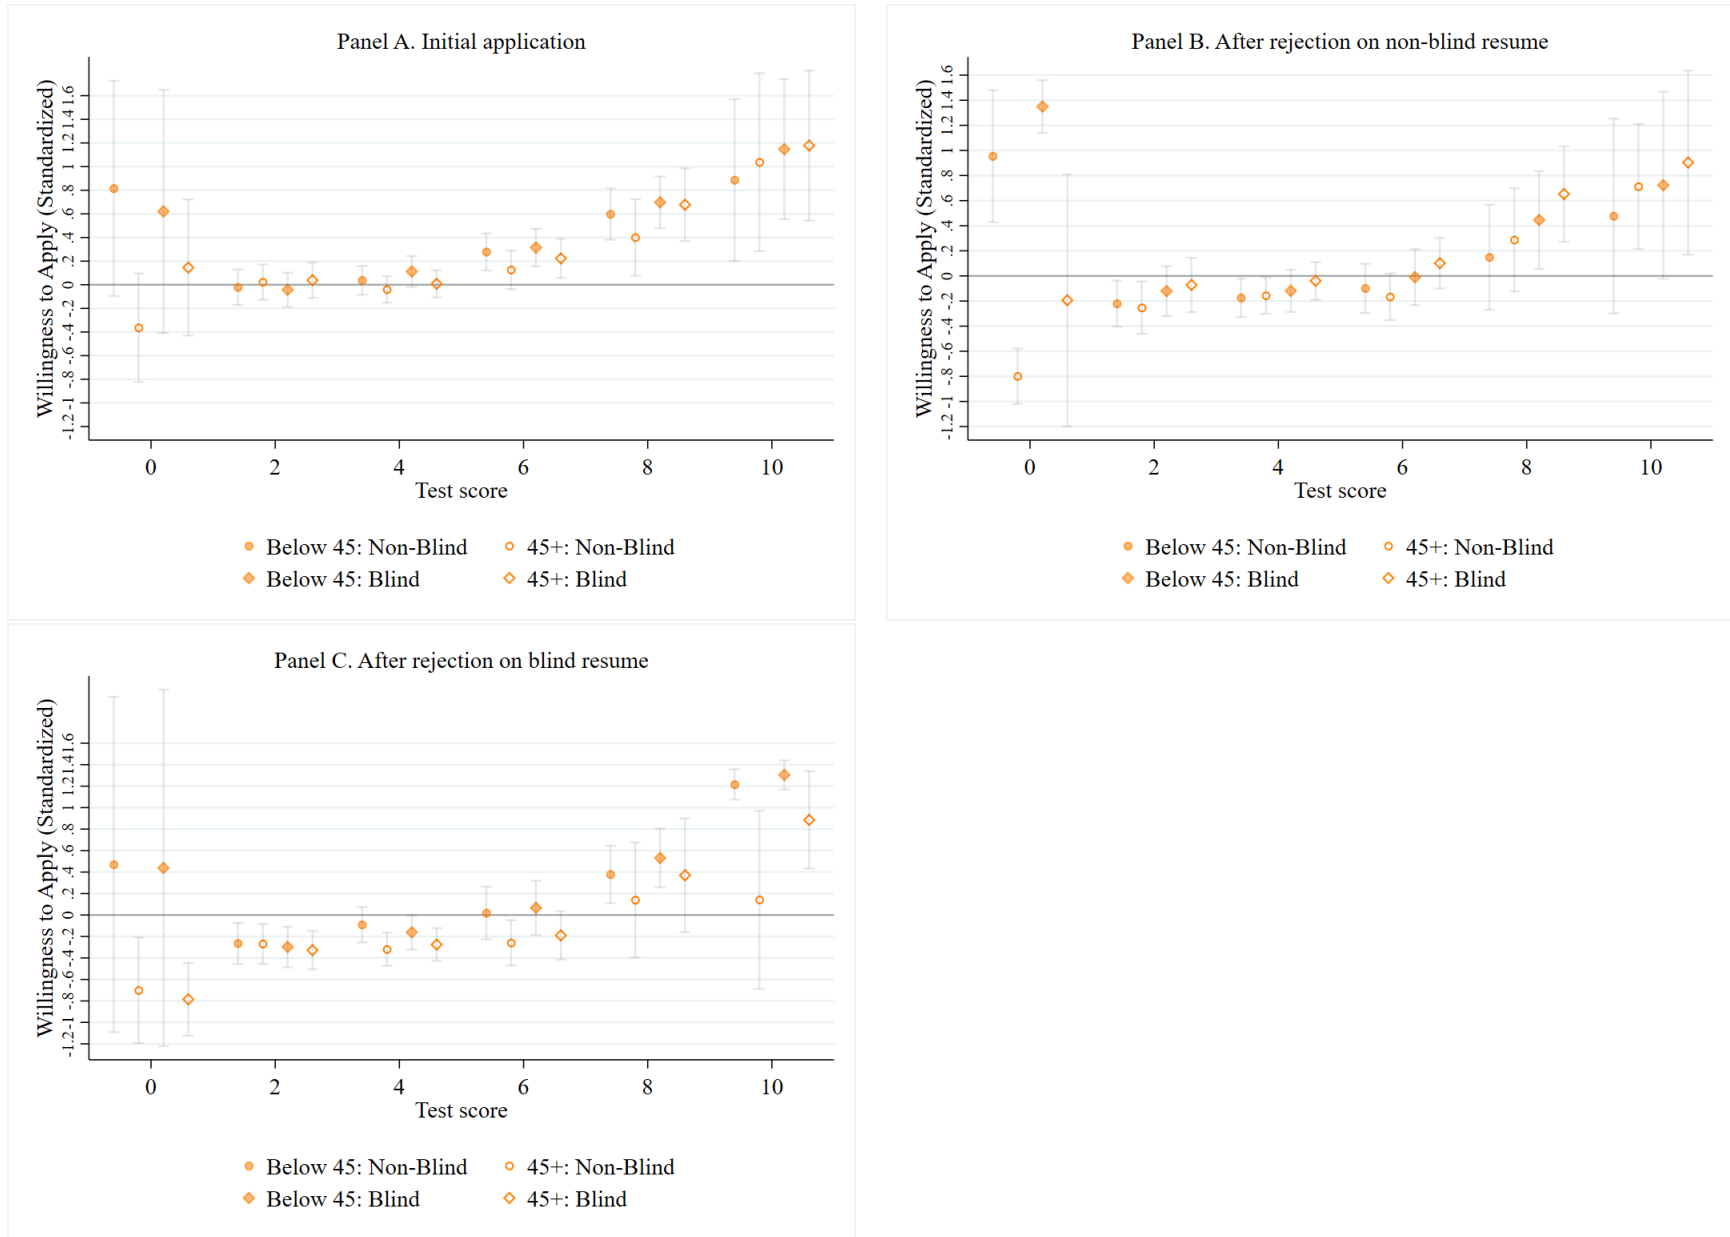 Panel A. Initial application
Willingness to Apply (Standardized)
-1.2 -1 -.8 -.6 -.4 -.2 0 .2 .4 .6 .8 1 1.2 1.4 1.6
0 2 4 6 8 10
Test score
Below 45: Non-Blind 45+: Non-Blind
Below 45: Blind 45+: Blind
Panel B. After rejection on non-blind resume
Willingness to Apply (Standardized)
-1.2 -1 -.8 -.6 -.4 -.2 0 .2 .4 .6 .8 1 1.2 1.4 1.6
0 2 4 6 8 10
Test score
Below 45: Non-Blind 45+: Non-Blind
Below 45: Blind 45+: Blind
Panel C. After rejection on blind resume
Willingness to Apply (Standardized)
-1.2 -1 -.8 -.6 -.4 -.2 0 .2 .4 .6 .8 1 1.2 1.4 1.6
0 2 4 6 8 10
Test score
Below 45: Non-Blind 45+: Non-Blind
Below 45: Blind 45+: Blind